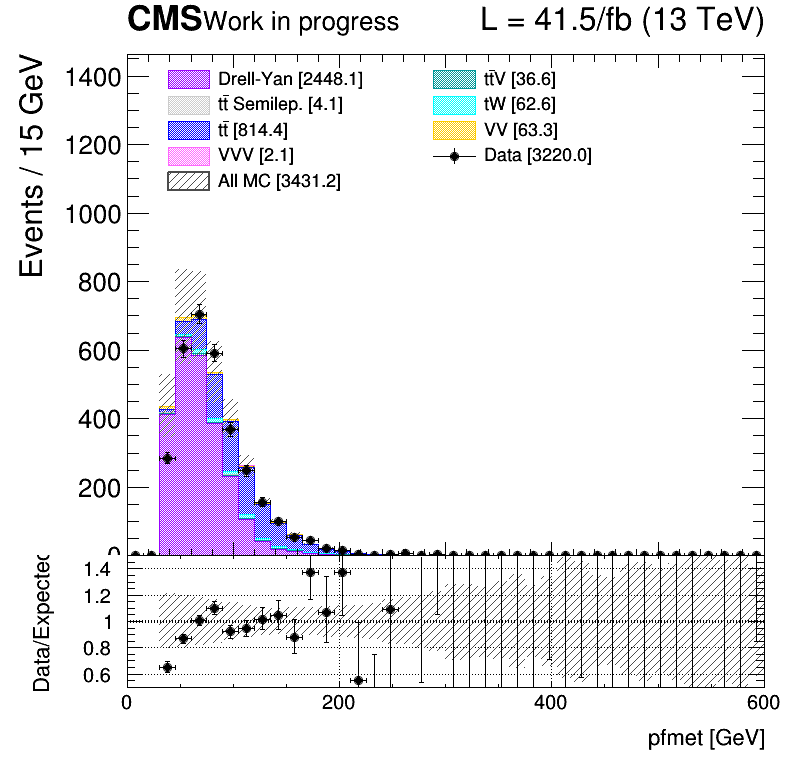 CMS Work in progress L = 41.5/fb (13 TeV)
Events / 15 GeV
1400
1200
1000
800
600
400
200
0
Drell-Yan [2448.1]
tt̄ Semilep. [4.1]
tt̄ [814.4]
VVV [2.1]
All MC [3431.2]
tt̄V [36.6]
tW [62.6]
VV [63.3]
Data [3220.0]
Data/Expected
1.4
1.2
1
0.8
0.6
0 200 400 600
pfmet [GeV]